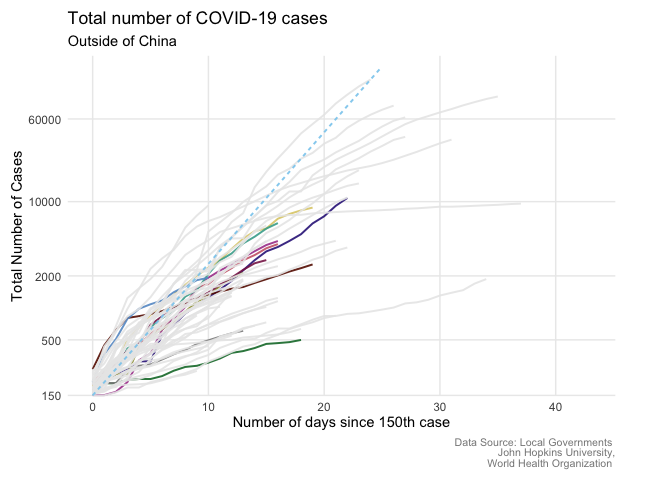 Total number of COVID-19 cases
Outside of China
Total Number of Cases
60000
10000
2000
500
150
0
10
20
30
40
Number of days since 150th case
Data Source: Local Governments
John Hopkins University,
World Health Organization